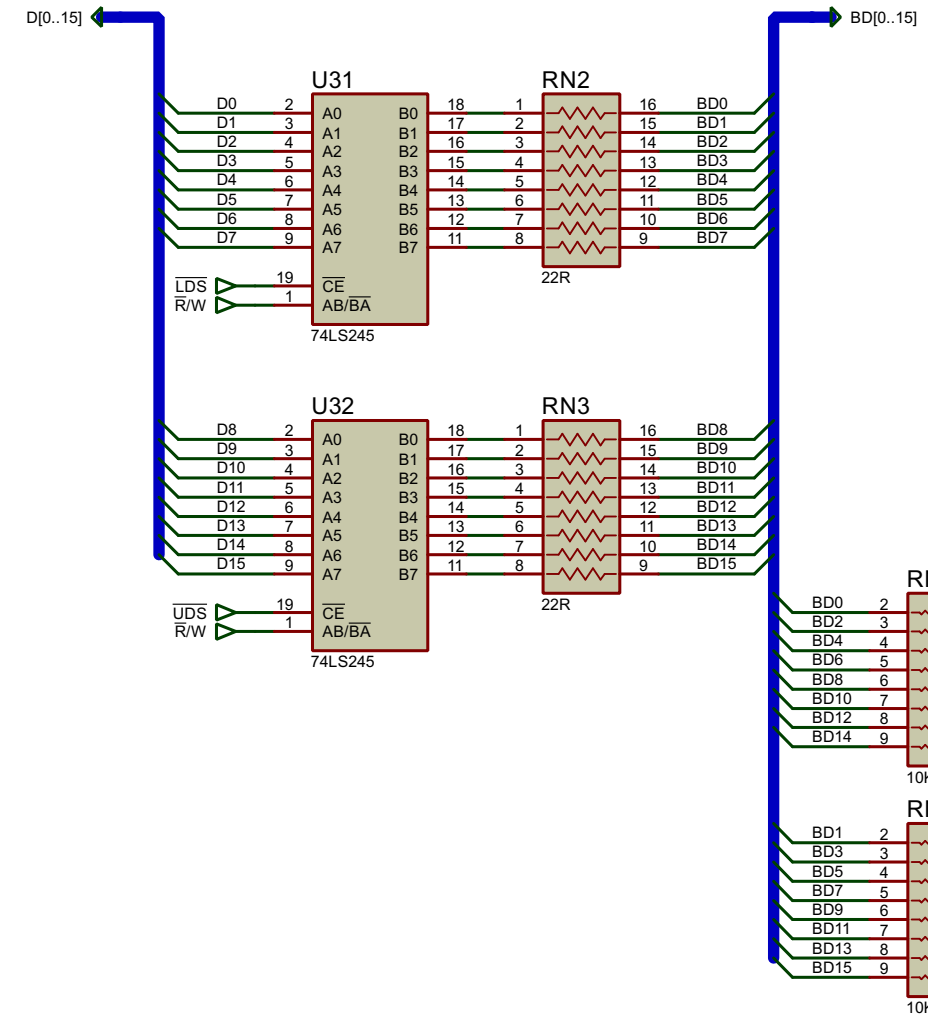 D[0..15] BD[0..15]
U31 RN2
D0 2 A0 B0 18 1 16 BD0
D1 3 A1 B1 17 2 15 BD1
D2 4 A2 B2 16 3 14 BD2
D3 5 A3 B3 15 4 13 BD3
D4 6 A4 B4 14 5 12 BD4
D5 7 A5 B5 13 6 11 BD5
D6 8 A6 B6 12 7 10 BD6
D7 9 A7 B7 11 8 9 BD7
L̅D̅S̅ 19 C̅E̅ 22R
R̅/W 1 AB/B̅A̅
74LS245
U32 RN3
D8 2 A0 B0 18 1 16 BD8
D9 3 A1 B1 17 2 15 BD9
D10 4 A2 B2 16 3 14 BD10
D11 5 A3 B3 15 4 13 BD11
D12 6 A4 B4 14 5 12 BD12
D13 7 A5 B5 13 6 11 BD13
D14 8 A6 B6 12 7 10 BD14
D15 9 A7 B7 11 8 9 BD15
U̅D̅S̅ 19 C̅E̅ 22R
R̅/W 1 AB/B̅A̅
74LS245
BD0 2
BD2 3
BD4 4
BD6 5
BD8 6
BD10 7
BD12 8
BD14 9
BD1 2
BD3 3
BD5 4
BD7 5
BD9 6
BD11 7
BD13 8
BD15 9